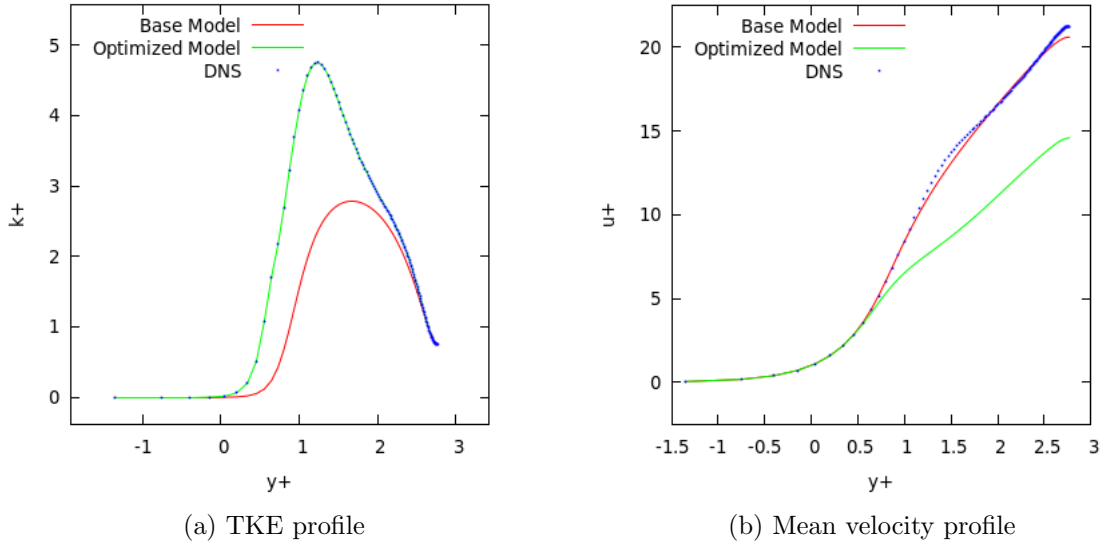 Base Model
Optimized Model
DNS
5
4
3
2
1
0
k+
-1
0
1
2
3
y+
(a) TKE profile
Base Model
Optimized Model
DNS
20
15
10
5
0
u+
-1.5
-1
-0.5
0
0.5
1
1.5
2
2.5
3
y+
(b) Mean velocity profile